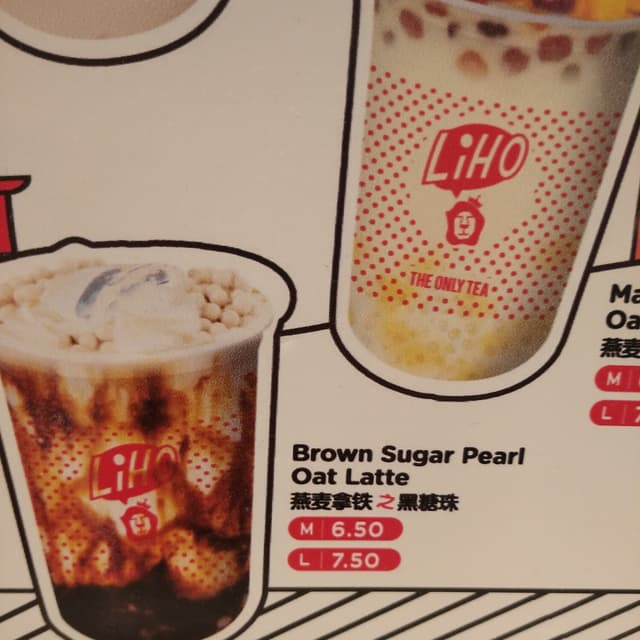 LiHO
THE ONLY TEA
LiHO
Brown Sugar Pearl
Oat Latte
燕麦拿铁之黑糖珠
M 6.50
L 7.50
Ma
Oa
燕麦
M
L 7